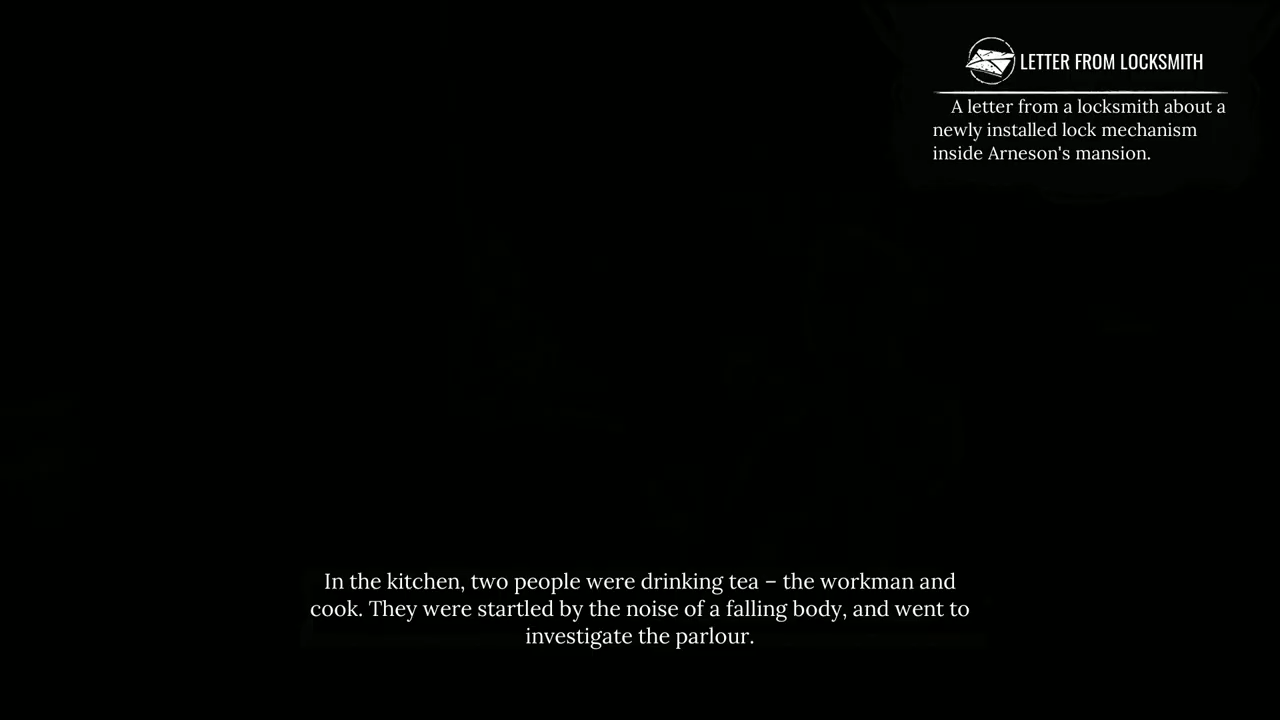 LETTER FROM LOCKSMITH
A letter from a locksmith about a
newly installed lock mechanism
inside Arneson's mansion.
In the kitchen, two people were drinking tea – the workman and
cook. They were startled by the noise of a falling body, and went to
investigate the parlour.